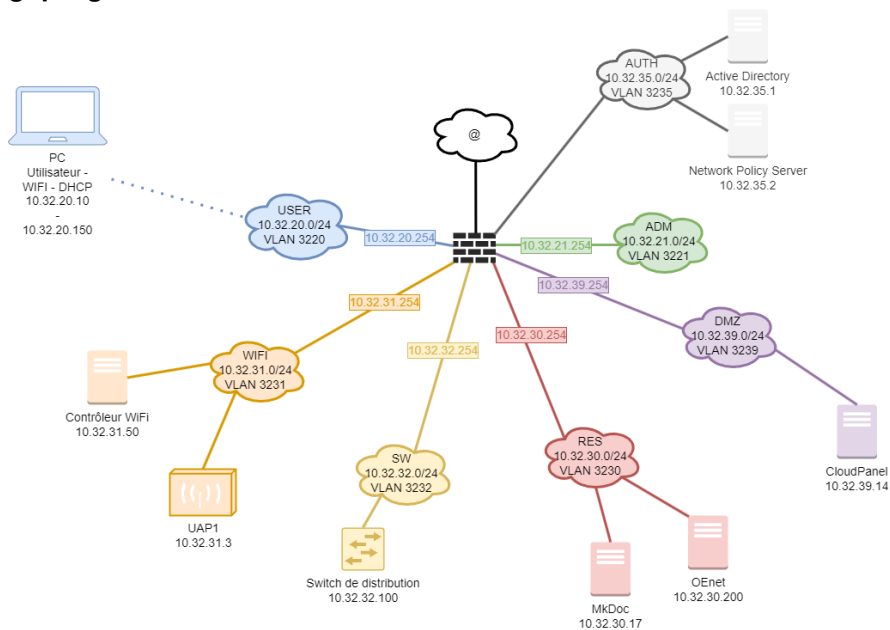 AUTH
10.32.35.0/24
VLAN 3235
Active Directory
10.32.35.1
Network Policy Server
10.32.35.2
@
PC
Utilisateur -
WIFI - DHCP
10.32.20.10
-
10.32.20.150
USER
10.32.20.0/24
VLAN 3220
10.32.20.254
10.32.21.254
ADM
10.32.21.0/24
VLAN 3221
10.32.39.254
10.32.31.254
DMZ
10.32.39.0/24
VLAN 3239
10.32.30.254
10.32.32.254
WIFI
10.32.31.0/24
VLAN 3231
Contrôleur WiFi
10.32.31.50
RES
10.32.30.0/24
VLAN 3230
SW
10.32.32.0/24
VLAN 3232
CloudPanel
10.32.39.14
UAP1
10.32.31.3
Switch de distribution
10.32.32.100
OEnet
10.32.30.200
MkDoc
10.32.30.17